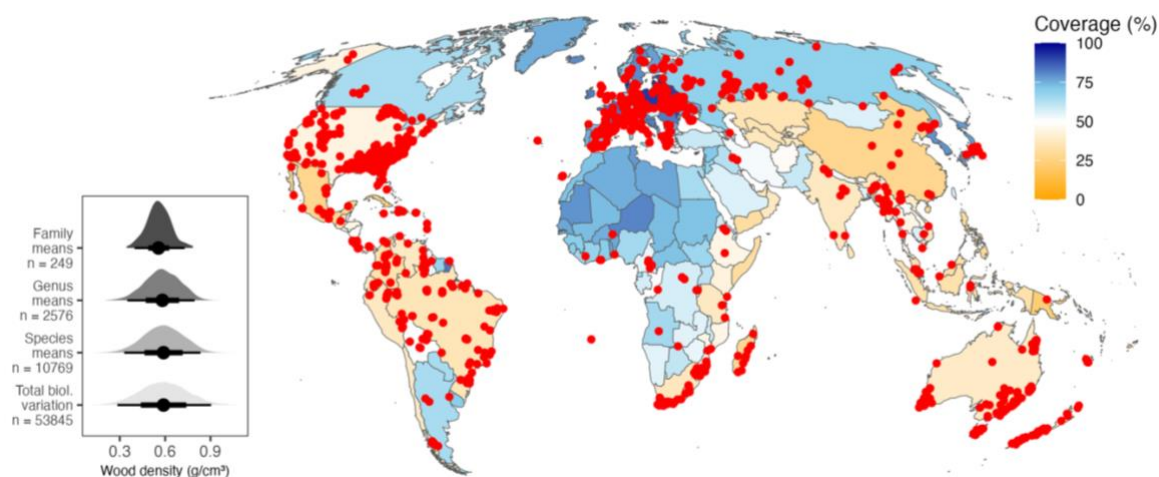 Coverage (%)
100
75
50
25
0
Family
means
n = 249
Genus
means
n = 2576
Species
means
n = 10769
Total biol.
variation
n = 53845
0.3 0.6 0.9
Wood density (g/cm³)